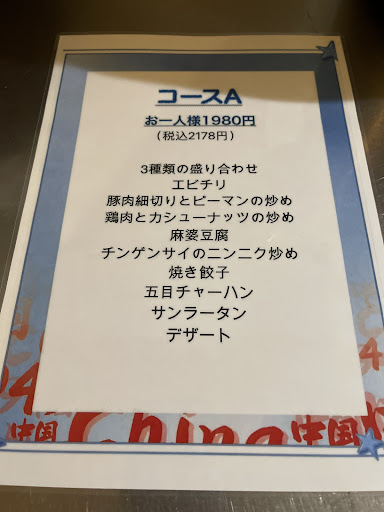 コースA
お一人様1980円
(税込2178円)
3種類の盛り合わせ
エビチリ
豚肉細切りとピーマンの炒め
鶏肉とカシューナッツの炒め
麻婆豆腐
チンゲンサイのニンニク炒め
焼き餃子
五目チャーハン
サンラータン
デザート
中国 China 中国